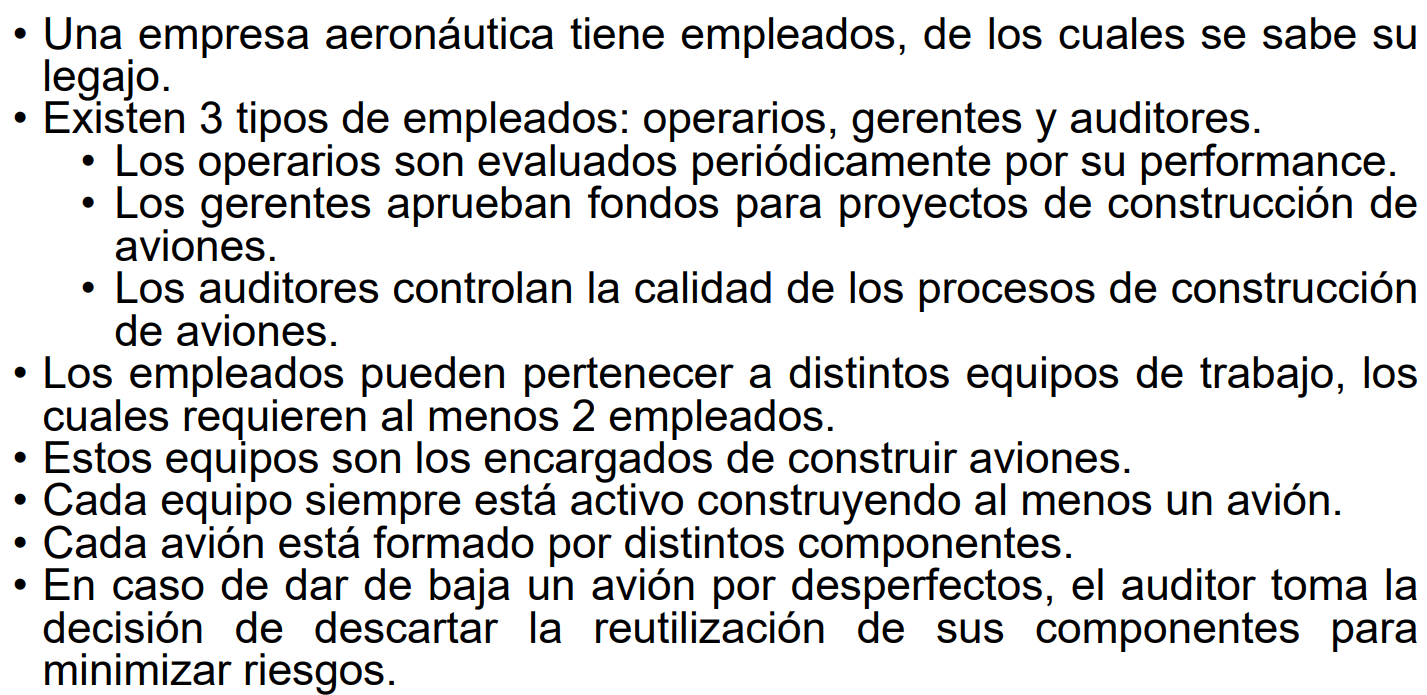 • Una empresa aeronáutica tiene empleados, de los cuales se sabe su
legajo.
• Existen 3 tipos de empleados: operarios, gerentes y auditores.
• Los operarios son evaluados periódicamente por su performance.
• Los gerentes aprueban fondos para proyectos de construcción de
aviones.
• Los auditores controlan la calidad de los procesos de construcción
de aviones.
• Los empleados pueden pertenecer a distintos equipos de trabajo, los
cuales requieren al menos 2 empleados.
• Estos equipos son los encargados de construir aviones.
• Cada equipo siempre está activo construyendo al menos un avión.
• Cada avión está formado por distintos componentes.
• En caso de dar de baja un avión por desperfectos, el auditor toma la
decisión de descartar la reutilización de sus componentes para
minimizar riesgos.